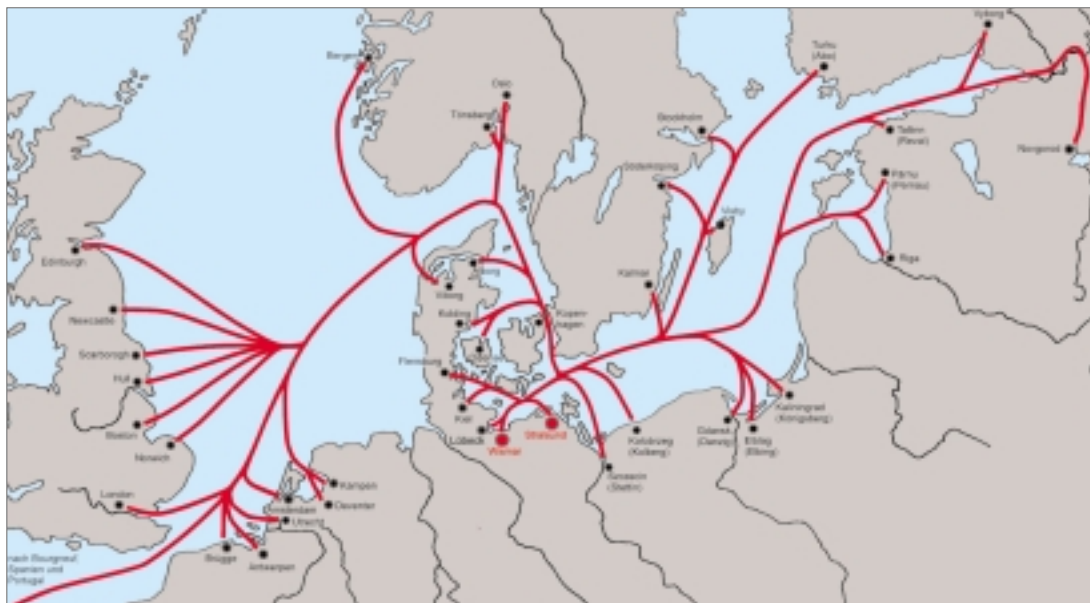 Bergen
Oslo
Tönsberg
Stockholm
Söderköping
Visby
Kalmar
Turku
(Åbo)
Vyborg
Tallinn
(Reval)
Novgorod
Pärnu
(Pernau)
Riga
Edinburgh
Newcastle
Scarborogh
Hull
Boston
Norwich
London
Viborg
Kolding
Flensburg
Kiel
Lübeck
Wismar
Stralsund
Kopen-
hagen
Szczecin
(Stettin)
Kolobrzeg
(Kolberg)
Gdansk
(Danzig)
Elblag
(Elbing)
Kaliningrad
(Königsberg)
Kampen
Deventer
Amsterdam
Utrecht
Brügge
Antwerpen
nach Bourgneuf,
Spanien und
Portugal